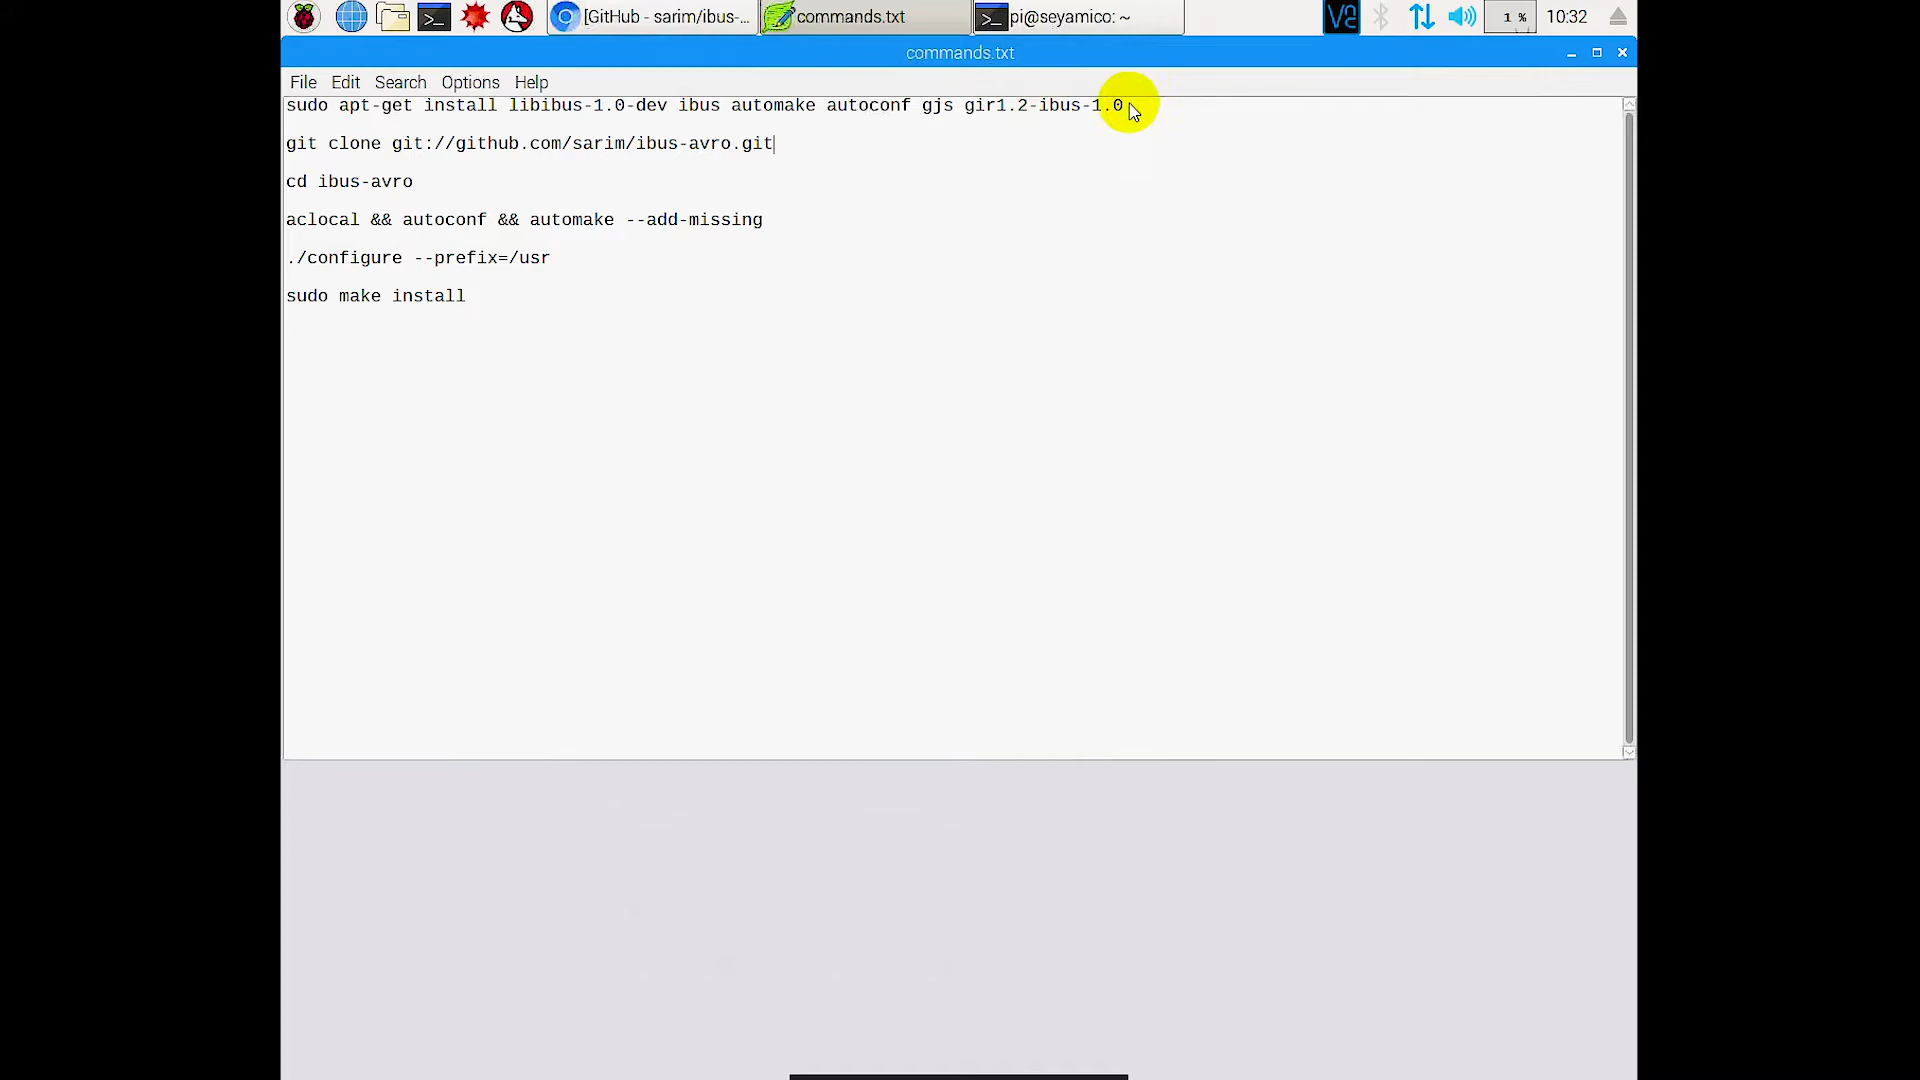 [GitHub - sarim/ibus-...
commands.txt
pi@seyamico: ~
1 %
10:32
commands.txt
File Edit Search Options Help
sudo apt-get install libibus-1.0-dev ibus automake autoconf gjs gir1.2-ibus-1.0
git clone git://github.com/sarim/ibus-avro.git
cd ibus-avro
aclocal && autoconf && automake --add-missing
./configure --prefix=/usr
sudo make install